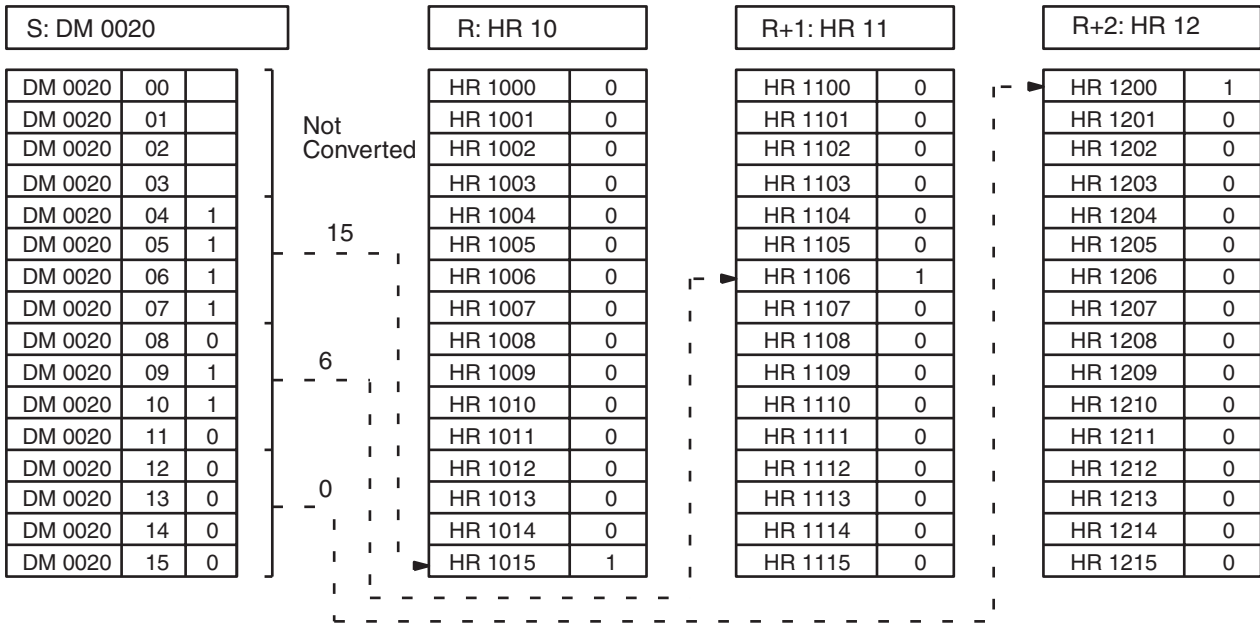 S: DM 0020
R: HR 10
R+1: HR 11
R+2: HR 12
DM 0020 00
DM 0020 01
DM 0020 02
DM 0020 03
DM 0020 04 1
DM 0020 05 1
DM 0020 06 1
DM 0020 07 1
DM 0020 08 0
DM 0020 09 1
DM 0020 10 1
DM 0020 11 0
DM 0020 12 0
DM 0020 13 0
DM 0020 14 0
DM 0020 15 0
Not
Converted
15
6
0
HR 1000 0
HR 1001 0
HR 1002 0
HR 1003 0
HR 1004 0
HR 1005 0
HR 1006 0
HR 1007 0
HR 1008 0
HR 1009 0
HR 1010 0
HR 1011 0
HR 1012 0
HR 1013 0
HR 1014 0
HR 1015 1
HR 1100 0
HR 1101 0
HR 1102 0
HR 1103 0
HR 1104 0
HR 1105 0
HR 1106 1
HR 1107 0
HR 1108 0
HR 1109 0
HR 1110 0
HR 1111 0
HR 1112 0
HR 1113 0
HR 1114 0
HR 1115 0
HR 1200 1
HR 1201 0
HR 1202 0
HR 1203 0
HR 1204 0
HR 1205 0
HR 1206 0
HR 1207 0
HR 1208 0
HR 1209 0
HR 1210 0
HR 1211 0
HR 1212 0
HR 1213 0
HR 1214 0
HR 1215 0